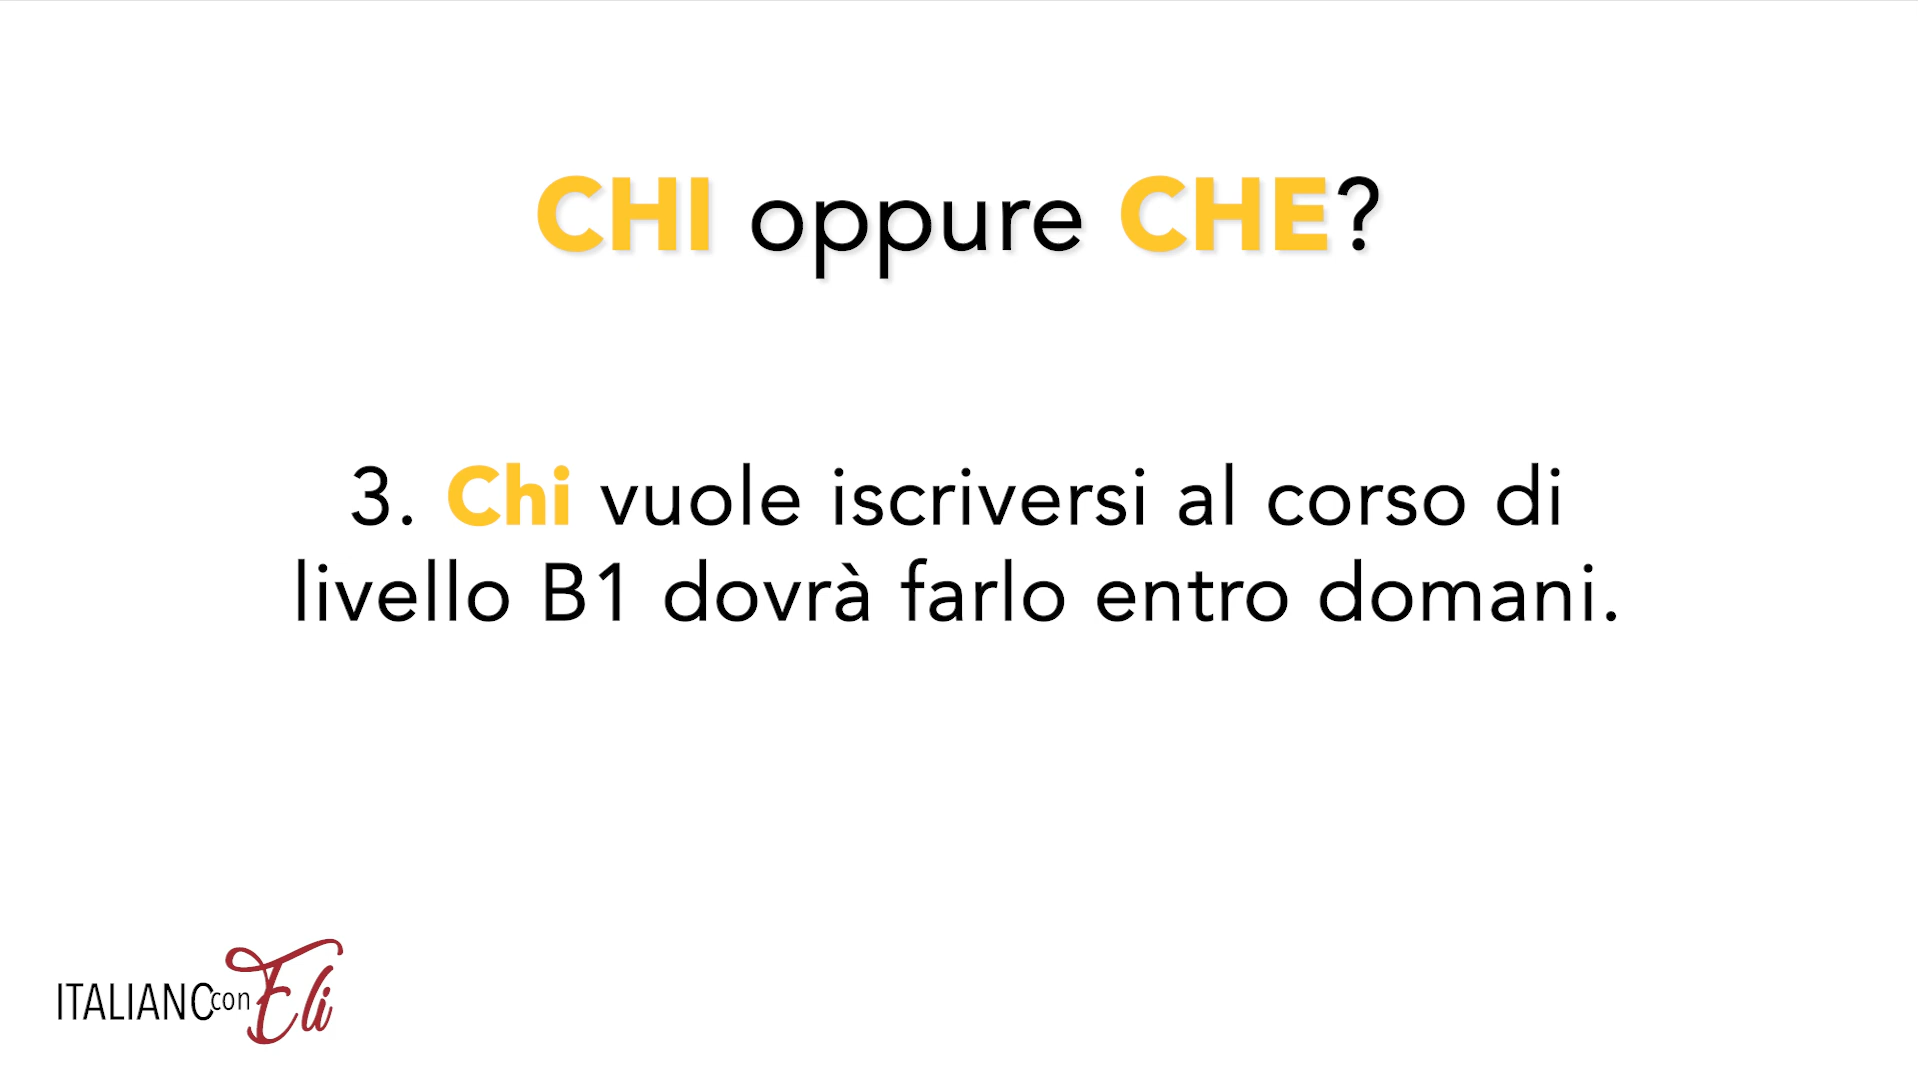 CHI oppure CHE?
3. Chi vuole iscriversi al corso di
livello B1 dovrà farlo entro domani.
ITALIANO con Eli